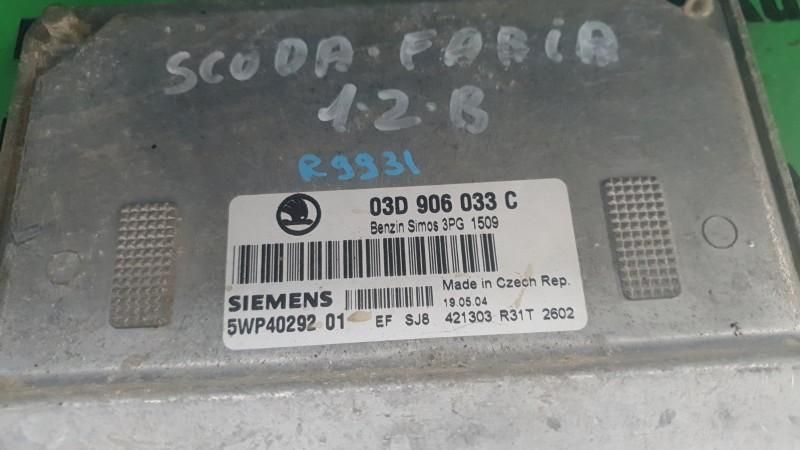 SCODA FABIA
1.2.B
R9931
03D 906 033 C
Benzin Simos 3PG 1509
Made in Czech Rep.
SIEMENS 19.05.04
5WP40292 01 EF SJ8 421303 R31T 2602